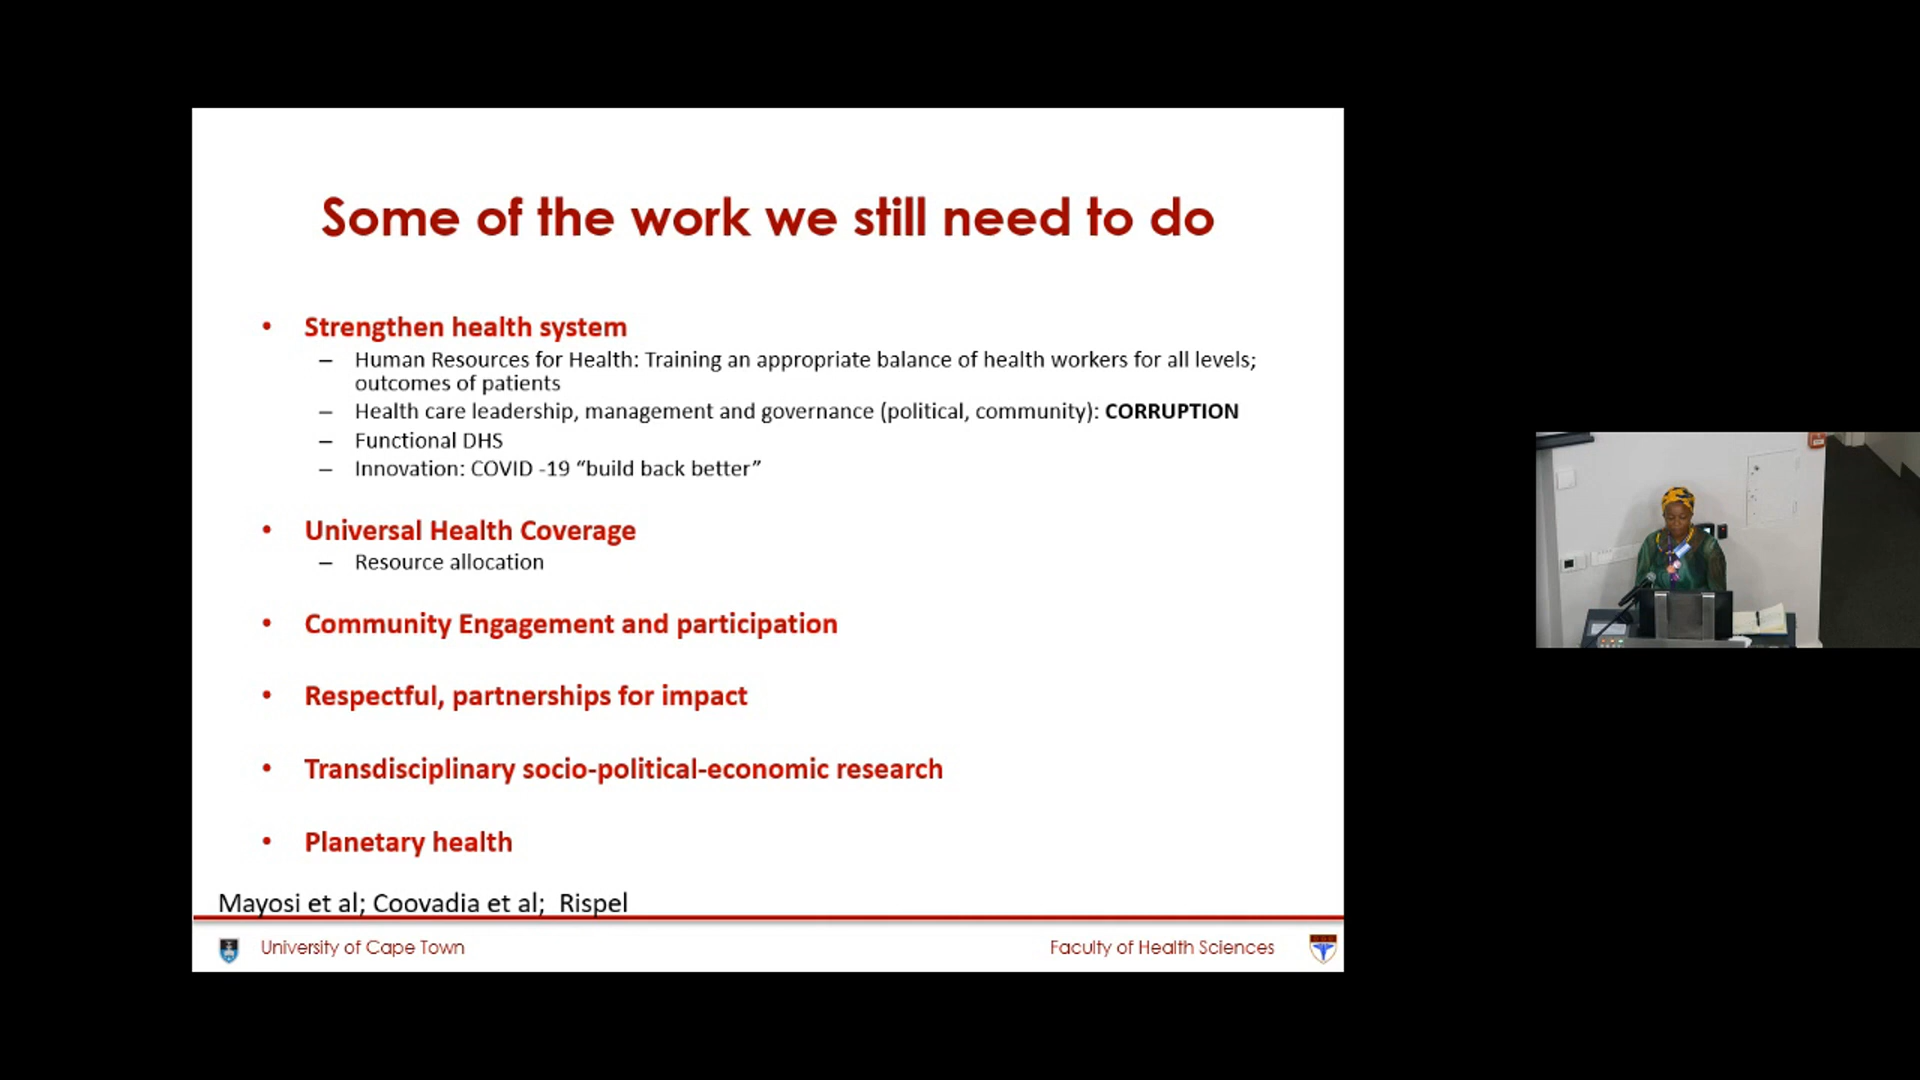 Some of the work we still need to do
• Strengthen health system
– Human Resources for Health: Training an appropriate balance of health workers for all levels;
outcomes of patients
– Health care leadership, management and governance (political, community): CORRUPTION
– Functional DHS
– Innovation: COVID -19 “build back better”
• Universal Health Coverage
– Resource allocation
• Community Engagement and participation
• Respectful, partnerships for impact
• Transdisciplinary socio-political-economic research
• Planetary health
Mayosi et al; Coovadia et al;  Rispel
University of Cape Town
Faculty of Health Sciences